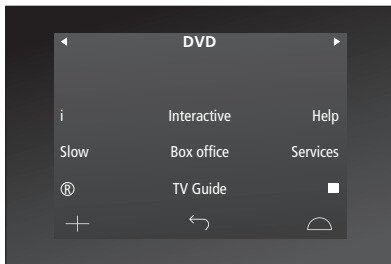 DVD
i Interactive Help
Slow Box office Services
® TV Guide